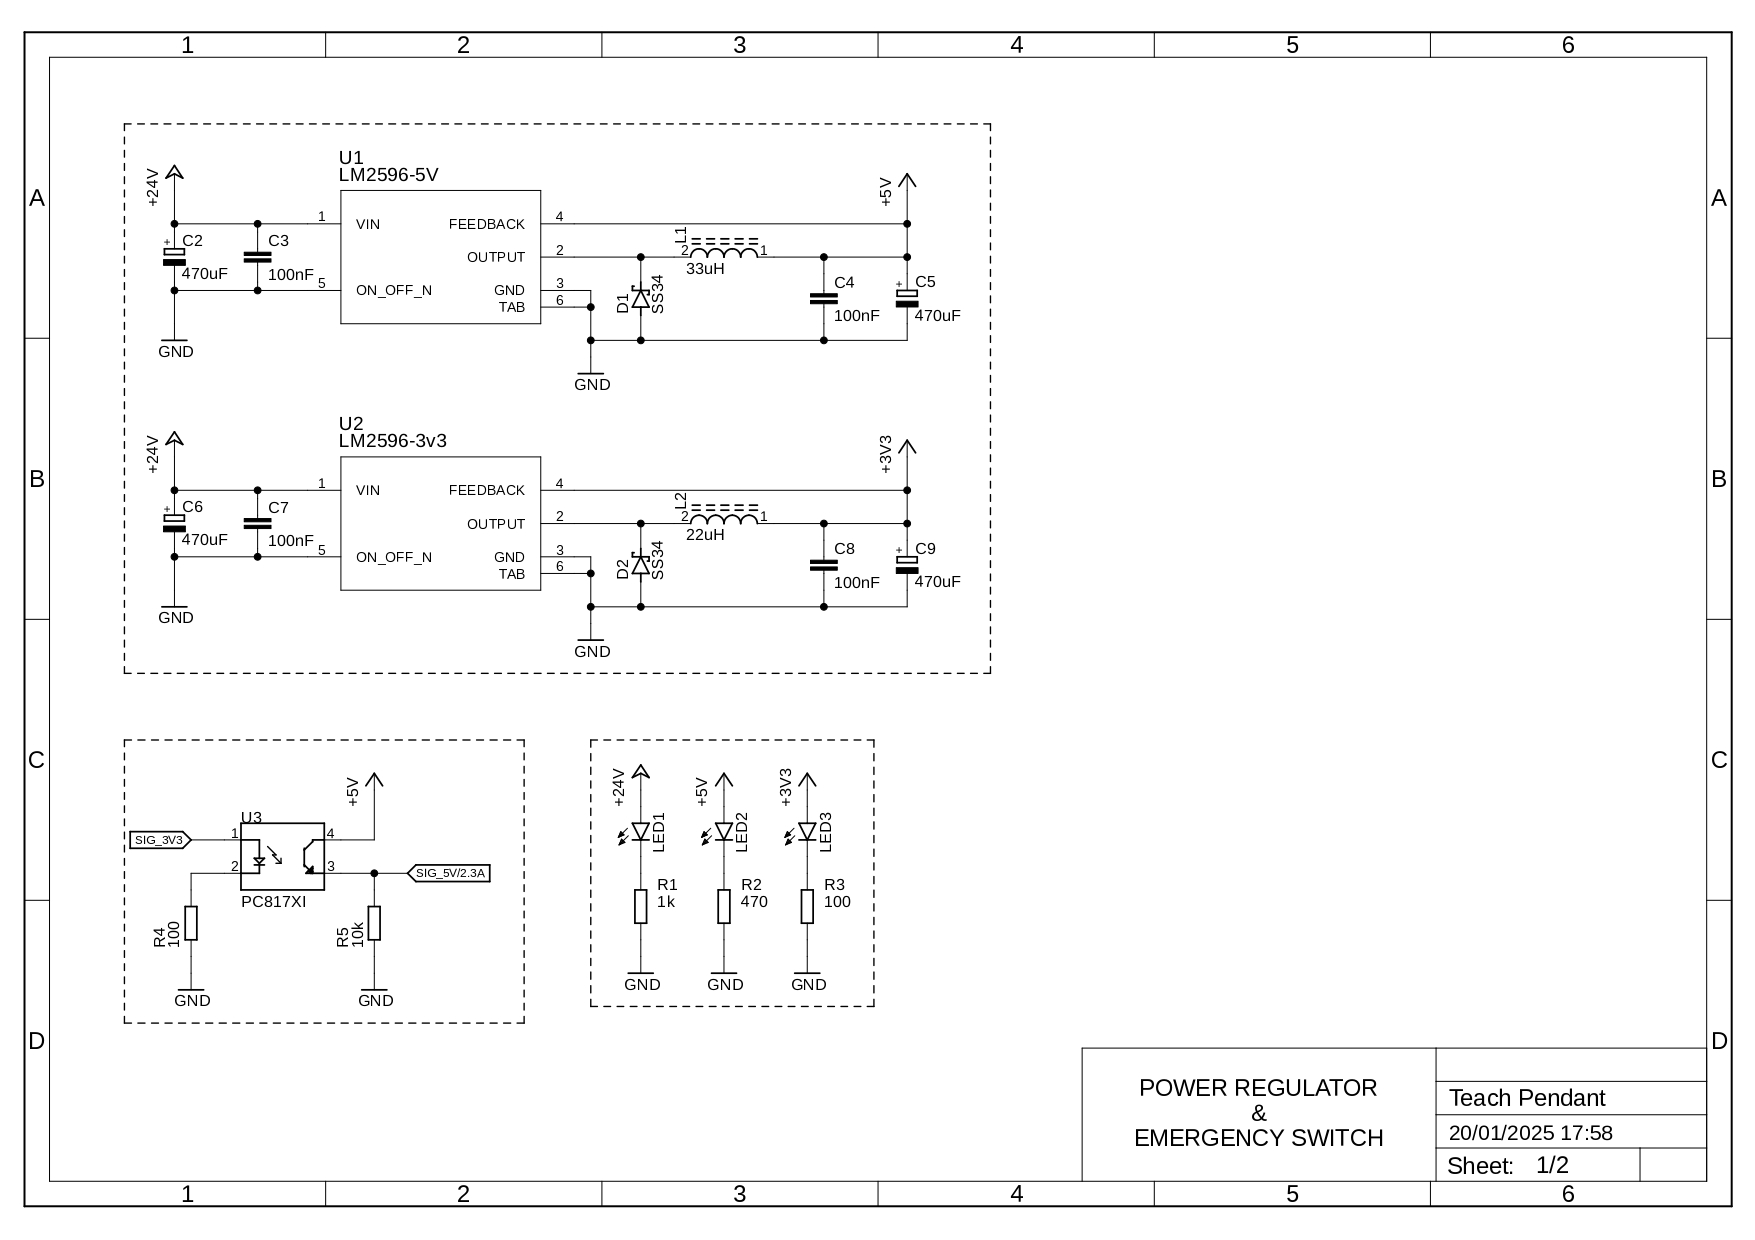 1 2 3 4 5 6
A A
B B
C C
D D
+24V
C2
470uF
C3
100nF
GND
U1
LM2596-5V
1 VIN
5 ON_OFF_N
FEEDBACK 4
OUTPUT 2
GND 3
TAB 6
GND
D1
SS34
L1
2 1
33uH
C4
100nF
+5V
C5
470uF
+24V
C6
470uF
C7
100nF
GND
U2
LM2596-3v3
1 VIN
5 ON_OFF_N
FEEDBACK 4
OUTPUT 2
GND 3
TAB 6
GND
D2
SS34
L2
2 1
22uH
C8
100nF
+3V3
C9
470uF
SIG_3V3
U3
1 4
2 3
PC817XI
+5V
SIG_5V/2.3A
R4
100
R5
10k
GND GND
+24V +5V +3V3
LED1 LED2 LED3
R1 R2 R3
1k 470 100
GND GND GND
POWER REGULATOR
&
EMERGENCY SWITCH
Teach Pendant
20/01/2025 17:58
Sheet: 1/2
1 2 3 4 5 6